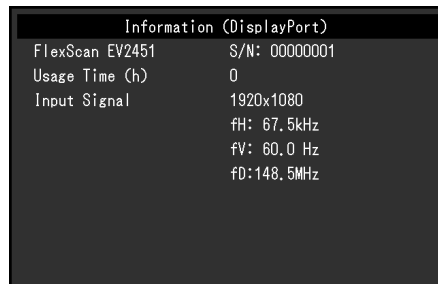 Information (DisplayPort)
FlexScan EV2451 S/N: 00000001
Usage Time (h) 0
Input Signal 1920x1080
fH: 67.5kHz
fV: 60.0 Hz
fD:148.5MHz